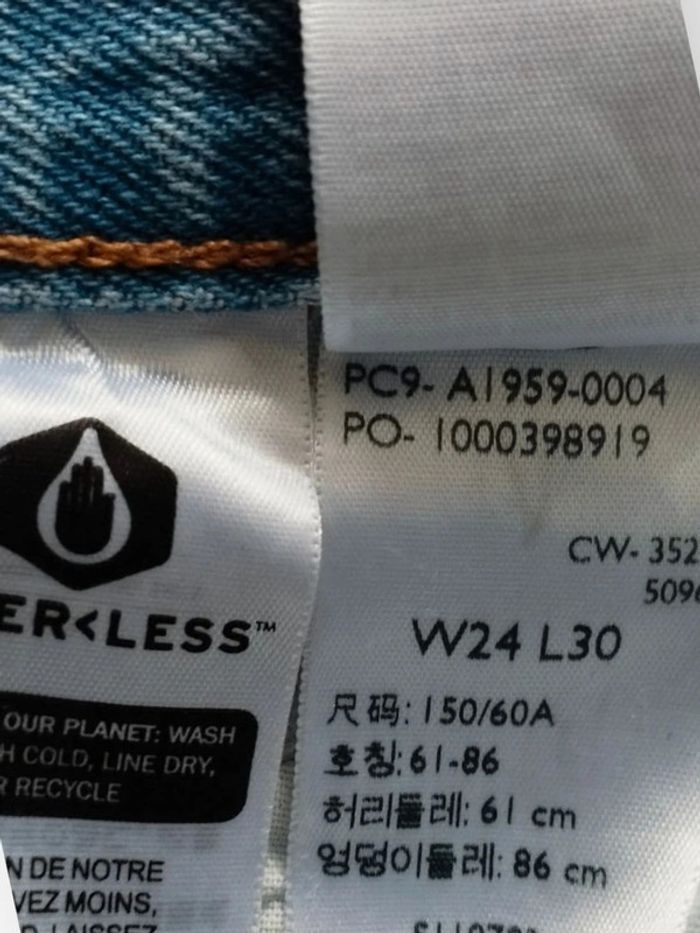 ER<LESS™
OUR PLANET: WASH
H COLD, LINE DRY,
R RECYCLE
N DE NOTRE
VEZ MOINS,
PC9- A1959-0004
PO- 1000398919
CW- 352
509
W24 L30
尺码: 150/60A
호칭: 61-86
허리둘레: 61 cm
엉덩이둘레: 86 cm